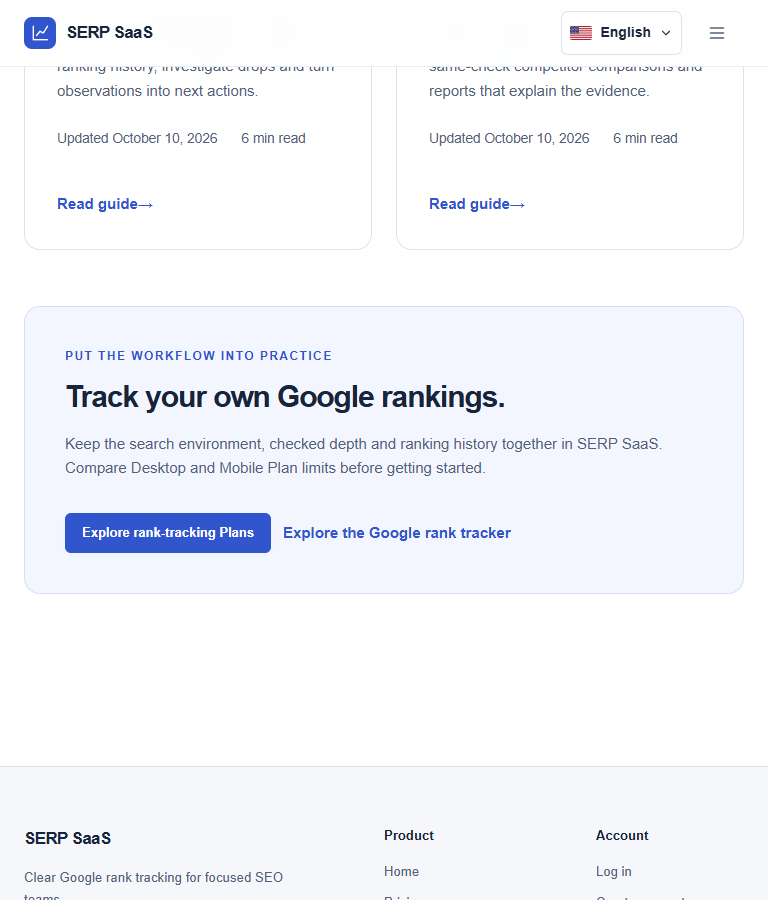 SERP SaaS
English
ranking history, investigate drops and turn
observations into next actions.
Updated October 10, 2026 6 min read
Read guide→
same-check competitor comparisons and
reports that explain the evidence.
Updated October 10, 2026 6 min read
Read guide→
PUT THE WORKFLOW INTO PRACTICE
Track your own Google rankings.
Keep the search environment, checked depth and ranking history together in SERP SaaS.
Compare Desktop and Mobile Plan limits before getting started.
Explore rank-tracking Plans
Explore the Google rank tracker
SERP SaaS
Clear Google rank tracking for focused SEO
teams.
Product
Home
Account
Log in